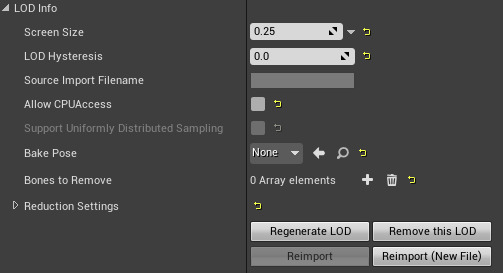 LOD Info
Screen Size 0.25
LOD Hysteresis 0.0
Source Import Filename
Allow CPUAccess
Support Uniformly Distributed Sampling
Bake Pose None
Bones to Remove 0 Array elements
Reduction Settings
Regenerate LOD Remove this LOD
Reimport Reimport (New File)